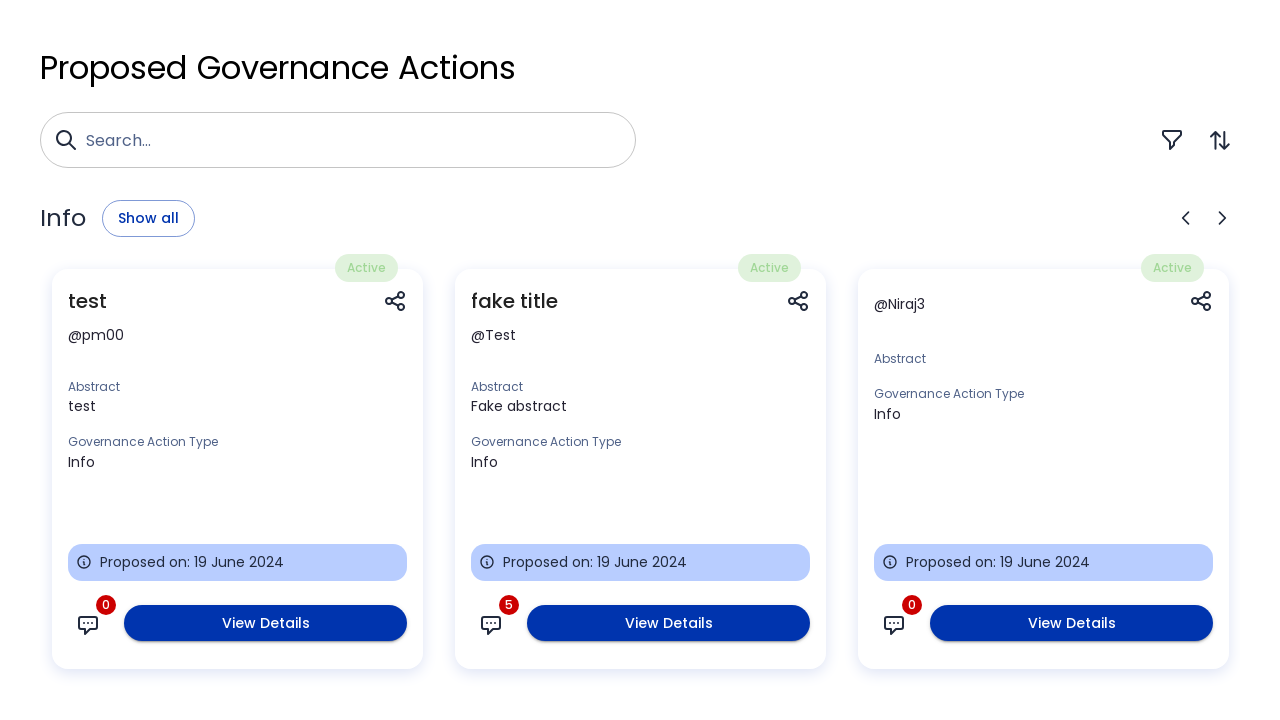 Proposed Governance Actions
Search...
Info
Show all
Active
test
@pm00
Abstract
test
Governance Action Type
Info
Proposed on: 19 June 2024
0
View Details
Active
fake title
@Test
Abstract
Fake abstract
Governance Action Type
Info
Proposed on: 19 June 2024
5
View Details
Active
@Niraj3
Abstract
Governance Action Type
Info
Proposed on: 19 June 2024
0
View Details